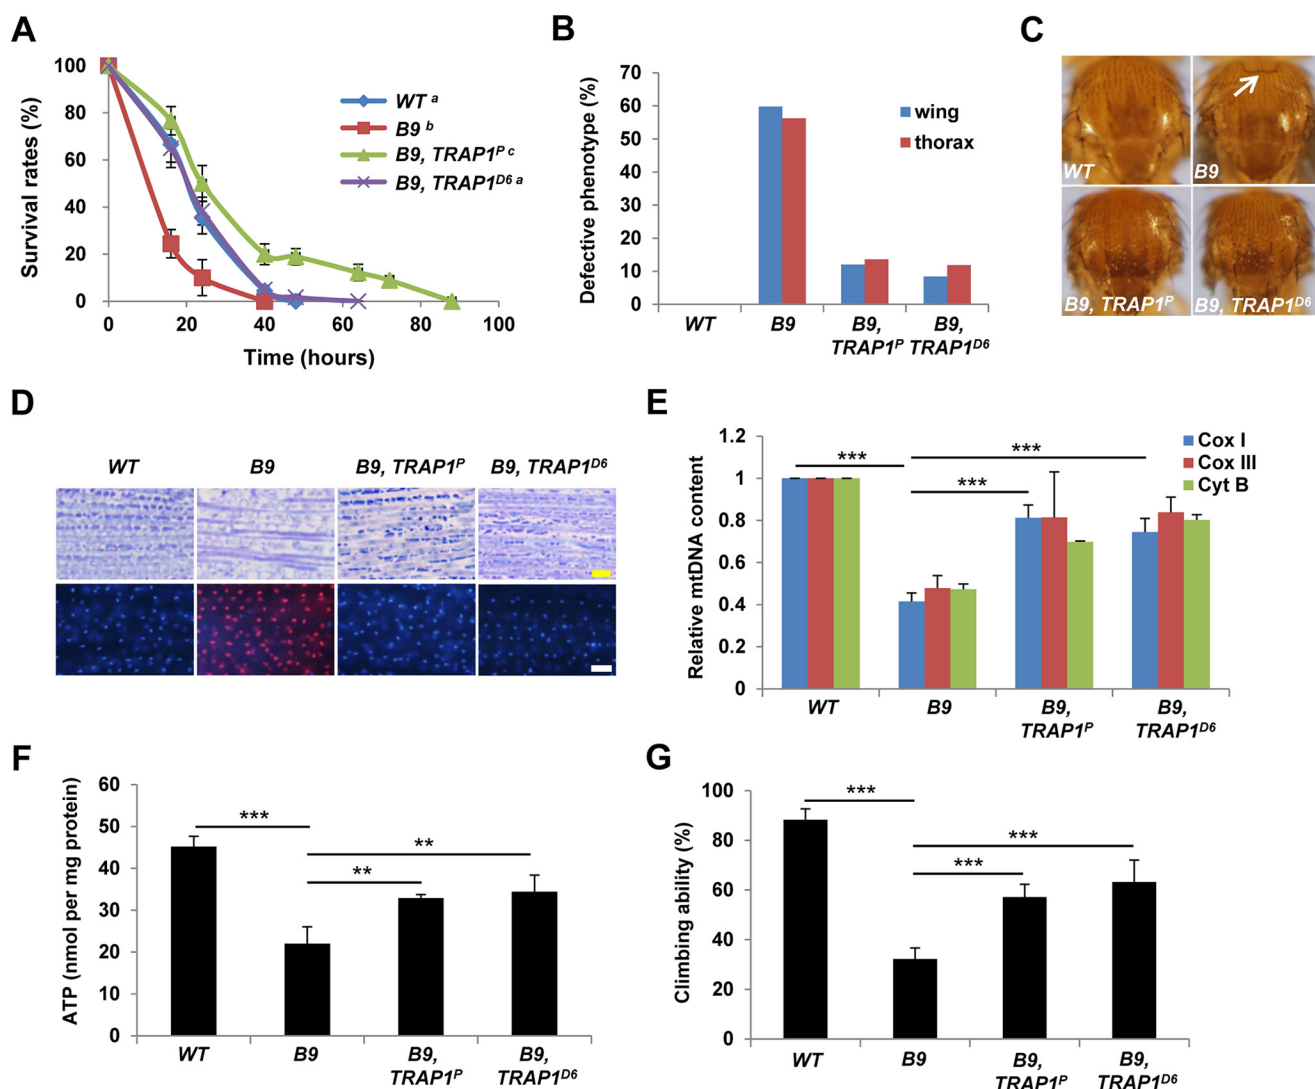 A
Survival rates (%)
100
80
60
40
20
0
0 20 40 60 80 100
Time (hours)
WT a
B9 b
B9, TRAP1P c
B9, TRAP1D6 a
B
Defective phenotype (%)
70
60
50
40
30
20
10
0
wing
thorax
WT B9 B9, B9,
TRAP1P TRAP1D6
C
WT B9
B9, TRAP1P B9, TRAP1D6
D
WT B9 B9, TRAP1P B9, TRAP1D6
E
Relative mtDNA content
1.2
1
0.8
0.6
0.4
0.2
0
***
***
***
Cox I
Cox III
Cyt B
WT B9 B9, B9,
TRAP1P TRAP1D6
F
ATP (nmol per mg protein)
60
50
40
30
20
10
0
***
**
**
WT B9 B9, B9,
TRAP1P TRAP1D6
G
Climbing ability (%)
100
80
60
40
20
0
***
***
***
WT B9 B9, B9,
TRAP1P TRAP1D6